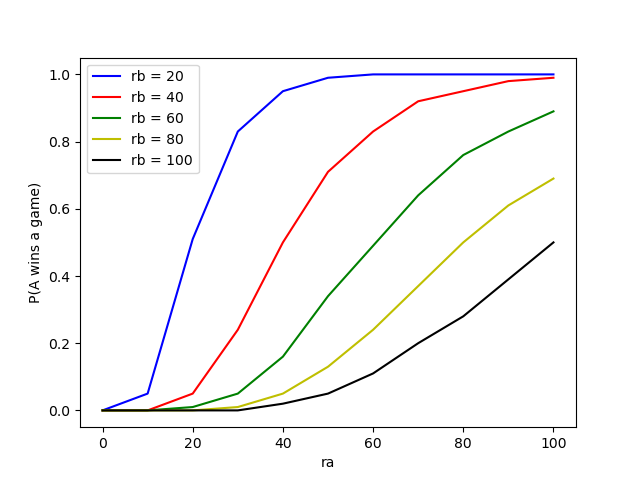 rb = 20
rb = 40
rb = 60
rb = 80
rb = 100
1.0
0.8
0.6
0.4
0.2
0.0
P(A wins a game)
0 20 40 60 80 100
ra